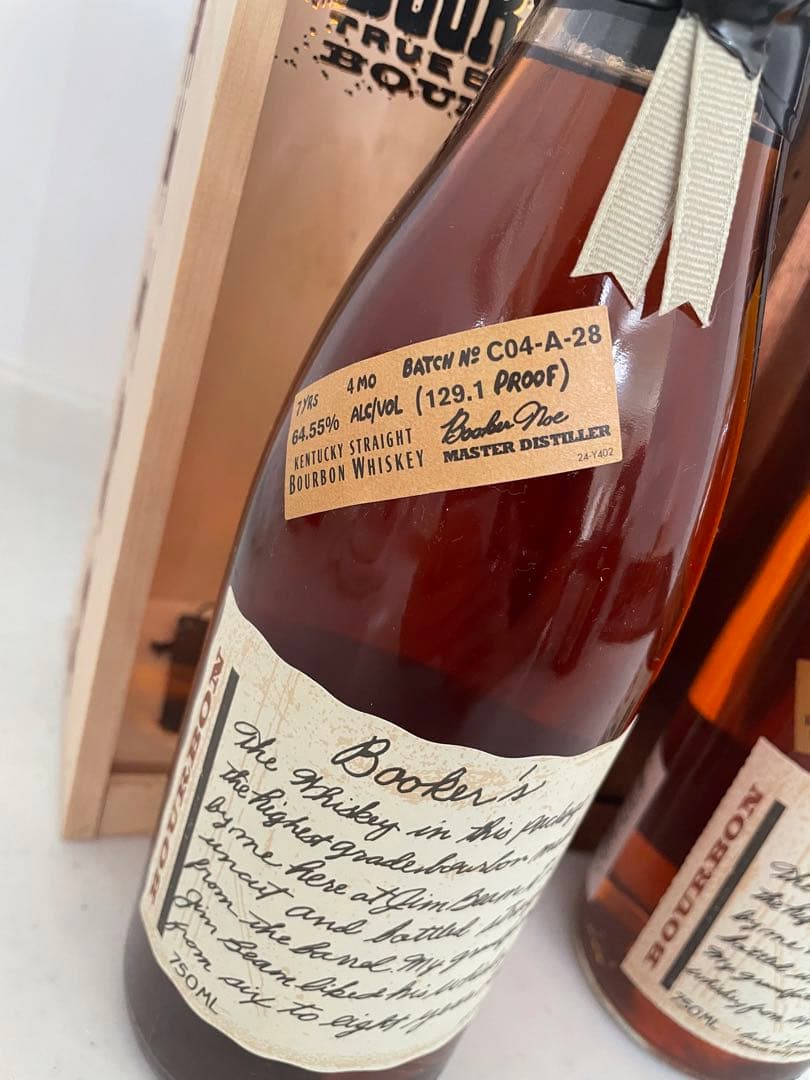 TRUE B
BOU
7 YRS 4 MO BATCH Nº C04-A-28
64.55% ALC/VOL (129.1 PROOF)
KENTUCKY STRAIGHT
BOURBON WHISKEY
Booker Noe
MASTER DISTILLER
24-Y402
BOURBON
Booker's
The Whiskey in this
the highest grade bourbon
by me here at Jim Beam
uncut and bottled
from the barrel. My
Jim Beam liked his
from six to eight years
750ML
BOURBON
750ML